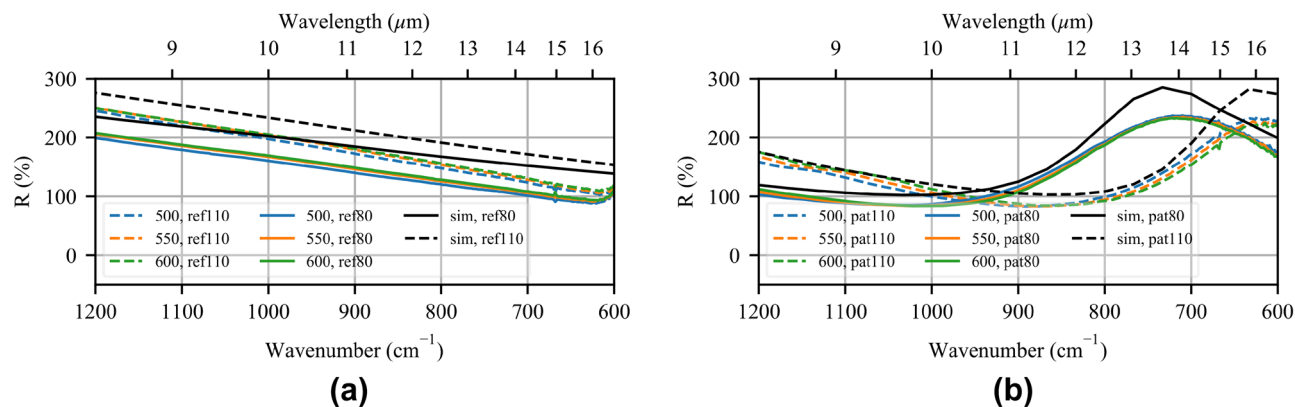 Wavelength (μm)
9 10 11 12 13 14 15 16
300
200
100
0
R (%)
500, ref110 500, ref80 sim, ref80
550, ref110 550, ref80 sim, ref110
600, ref110 600, ref80
1200 1100 1000 900 800 700 600
Wavenumber (cm⁻¹)
(a)
Wavelength (μm)
9 10 11 12 13 14 15 16
300
200
100
0
R (%)
500, pat110 500, pat80 sim, pat80
550, pat110 550, pat80 sim, pat110
600, pat110 600, pat80
1200 1100 1000 900 800 700 600
Wavenumber (cm⁻¹)
(b)